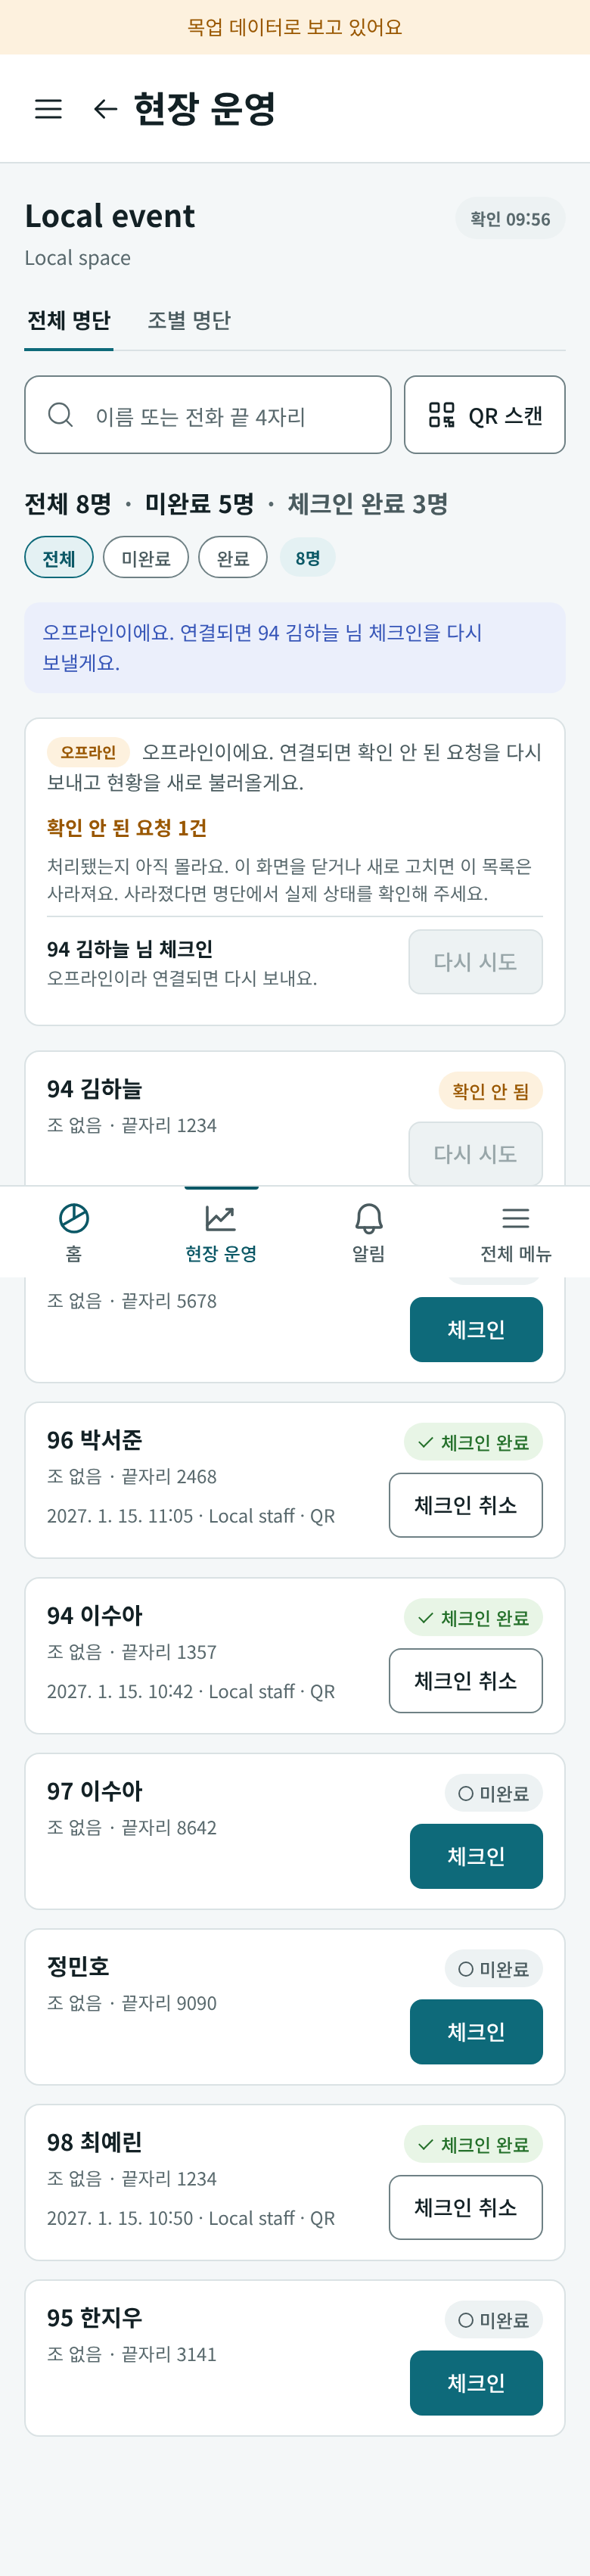 목업 데이터로 보고 있어요
현장 운영
Local event
확인 09:56
Local space
전체 명단 조별 명단
이름 또는 전화 끝 4자리
QR 스캔
전체 8명 · 미완료 5명 · 체크인 완료 3명
전체 미완료 완료 8명
오프라인이에요. 연결되면 94 김하늘 님 체크인을 다시
보낼게요.
오프라인 오프라인이에요. 연결되면 확인 안 된 요청을 다시
보내고 현황을 새로 불러올게요.
확인 안 된 요청 1건
처리됐는지 아직 몰라요. 이 화면을 닫거나 새로 고치면 이 목록은
사라져요. 사라졌다면 명단에서 실제 상태를 확인해 주세요.
94 김하늘 님 체크인
오프라인이라 연결되면 다시 보내요.
다시 시도
94 김하늘
확인 안 됨
조 없음 · 끝자리 1234
다시 시도
홈 현장 운영 알림 전체 메뉴
조 없음 · 끝자리 5678
체크인
96 박서준
체크인 완료
조 없음 · 끝자리 2468
2027. 1. 15. 11:05 · Local staff · QR
체크인 취소
94 이수아
체크인 완료
조 없음 · 끝자리 1357
2027. 1. 15. 10:42 · Local staff · QR
체크인 취소
97 이수아
미완료
조 없음 · 끝자리 8642
체크인
정민호
미완료
조 없음 · 끝자리 9090
체크인
98 최예린
체크인 완료
조 없음 · 끝자리 1234
2027. 1. 15. 10:50 · Local staff · QR
체크인 취소
95 한지우
미완료
조 없음 · 끝자리 3141
체크인